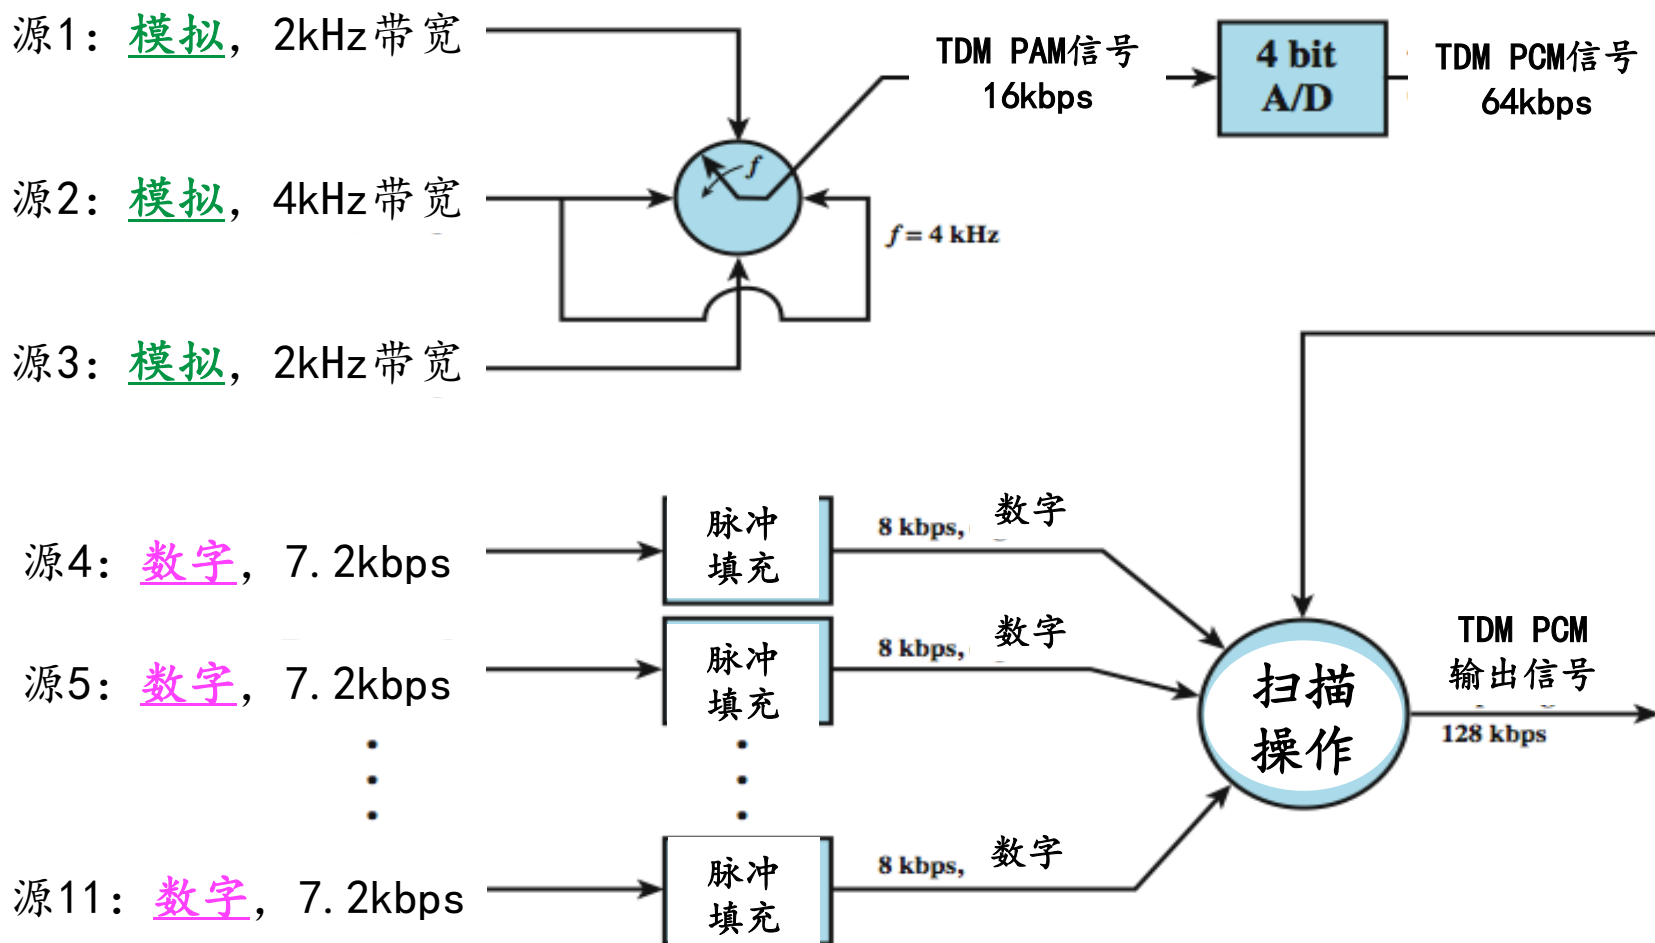 源1：模拟，2kHz带宽
TDM PAM信号
16kbps
4 bit
A/D
TDM PCM信号
64kbps
f
源2：模拟，4kHz带宽
f = 4 kHz
源3：模拟，2kHz带宽
源4：数字，7.2kbps
脉冲
填充
8 kbps, 数字
源5：数字，7.2kbps
脉冲
填充
8 kbps, 数字
扫描
操作
TDM PCM
输出信号
128 kbps
源11：数字，7.2kbps
脉冲
填充
8 kbps, 数字